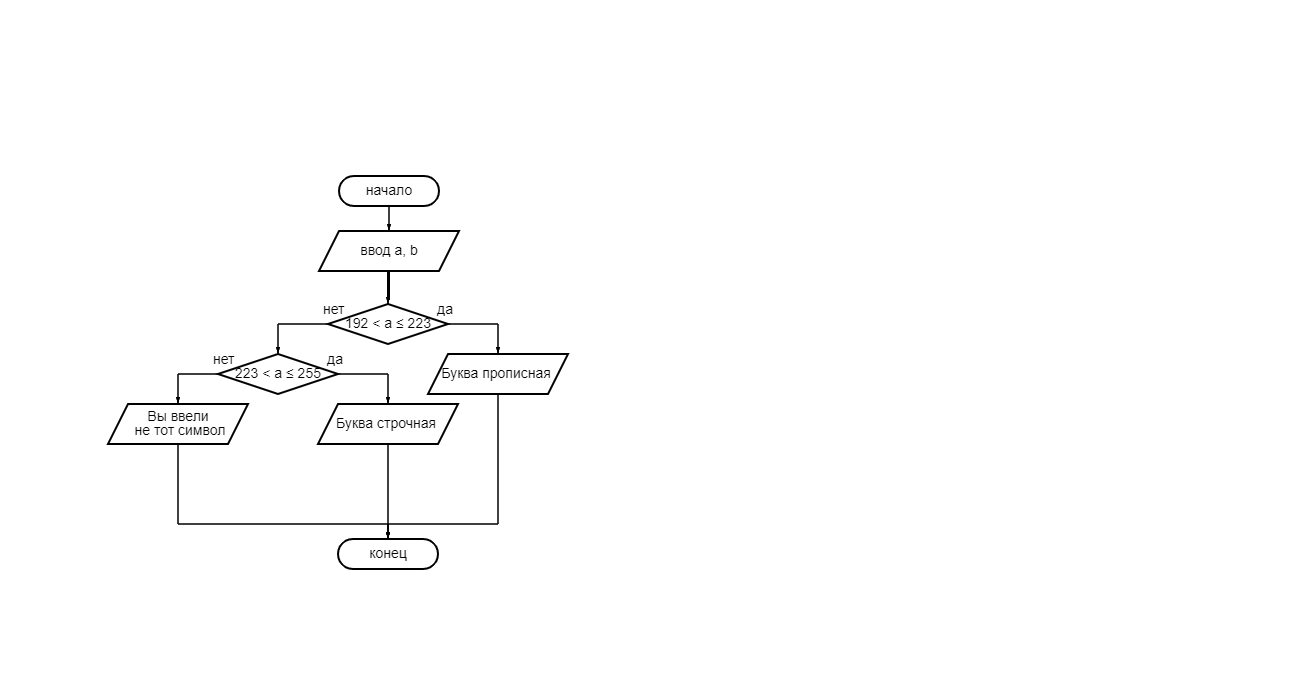 начало
ввод a, b
нет
да
192 < a ≤ 223
нет
да
223 < a ≤ 255
Буква прописная
Вы ввели
не тот символ
Буква строчная
конец